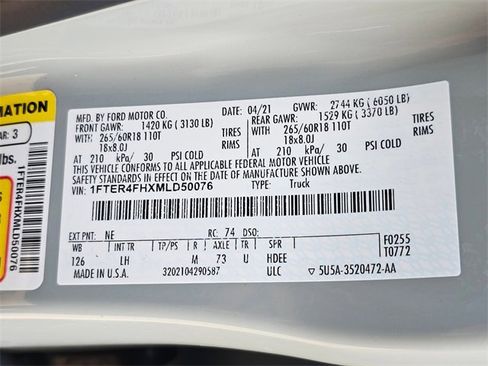 MFD. BY FORD MOTOR CO.
DATE: 04/21 GVWR: 2744 KG ( 6050 LB)
FRONT GAWR: 1420 KG ( 3130 LB) REAR GAWR: 1529 KG ( 3370 LB)
WITH 265/60R18 110T TIRES WITH 265/60R18 110T TIRES
18x8.0J RIMS 18x8.0J RIMS
AT 210 kPa/ 30 PSI COLD AT 210 kPa/ 30 PSI COLD
THIS VEHICLE CONFORMS TO ALL APPLICABLE FEDERAL MOTOR VEHICLE
SAFETY STANDARDS IN EFFECT ON THE DATE OF MANUFACTURE SHOWN ABOVE.
VIN: 1FTER4FHXMLD50076 TYPE: Truck
EXT PNT: NE RC: 74 DSO:
WB INT TR TP/PS R AXLE TR SPR F0255
126 LH M 73 U HDEE T0772
MADE IN U.S.A. 3202104290587 ULC ▽ 5U5A-3520472-AA
MATION
AR: 3
lbs.
1FTER4FHXMLD50076